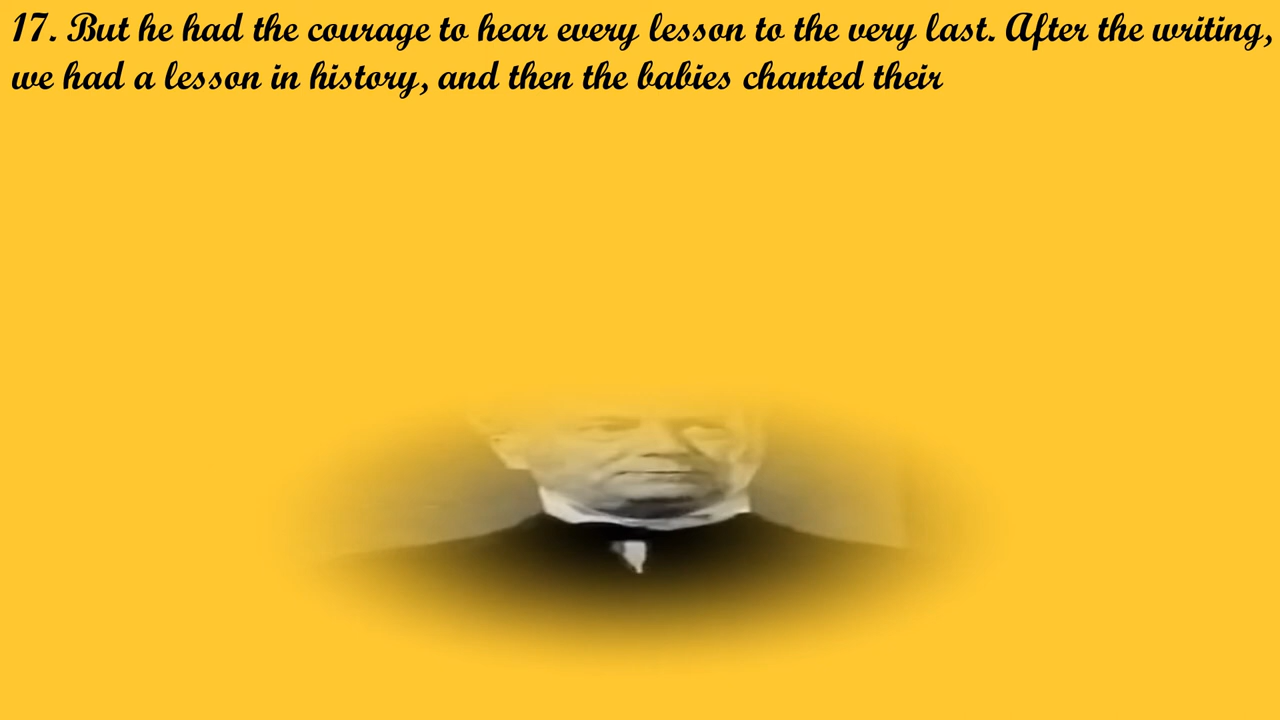 17. But he had the courage to hear every lesson to the very last. After the writing,
we had a lesson in history, and then the babies chanted their